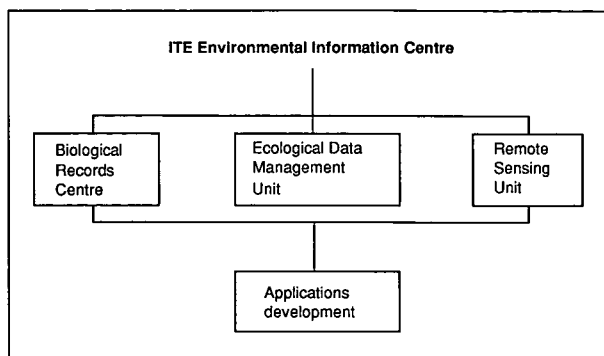 ITE Environmental Information Centre
Biological
Records
Centre
Ecological Data
Management
Unit
Remote
Sensing
Unit
Applications
development